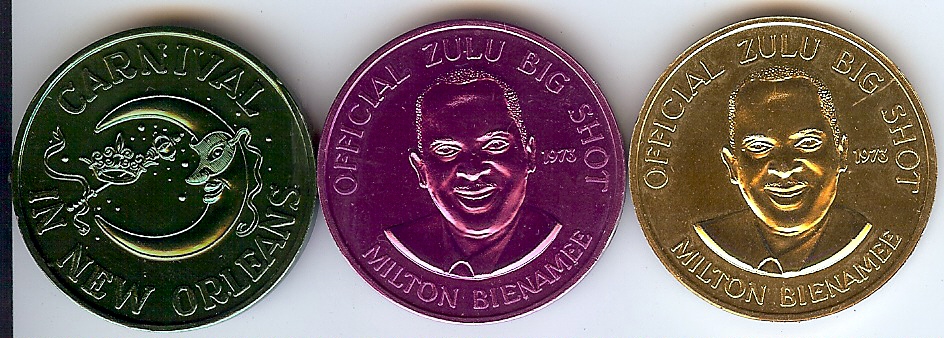 CARNIVAL
IN NEW ORLEANS
OFFICIAL ZULU BIG SHOT
1973
MILTON BIENAMEE
OFFICIAL ZULU BIG SHOT
1973
MILTON BIENAMEE